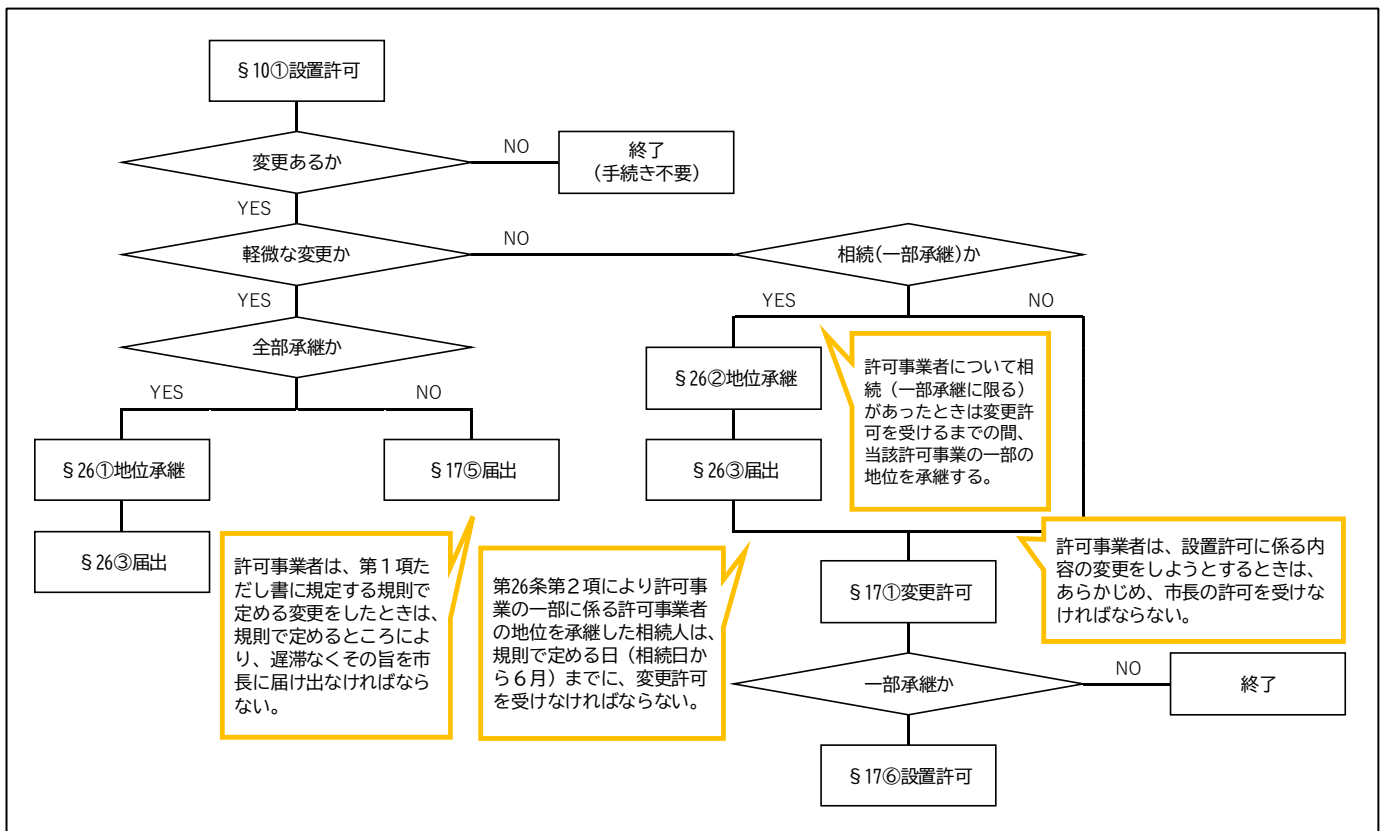 §10①設置許可
変更あるか
NO
終了
（手続き不要）
YES
軽微な変更か
NO
相続（一部承継）か
YES
全部承継か
YES
NO
YES
NO
§26①地位承継
§26③届出
§17⑤届出
許可事業者は、第１項た
だし書に規定する規則で
定める変更をしたときは、
規則で定めるところによ
り、遅滞なくその旨を市
長に届け出なければなら
ない。
§26②地位承継
§26③届出
許可事業者について相
続（一部承継に限る）
があったときは変更許
可を受けるまでの間、
当該許可事業の一部の
地位を承継する。
第26条第２項により許可事
業の一部に係る許可事業者
の地位を承継した相続人は、
規則で定める日（相続日か
ら６月）までに、変更許可
を受けなければならない。
許可事業者は、設置許可に係る内
容の変更をしようとするときは、
あらかじめ、市長の許可を受けな
ければならない。
§17①変更許可
一部承継か
NO
終了
YES
§17⑥設置許可